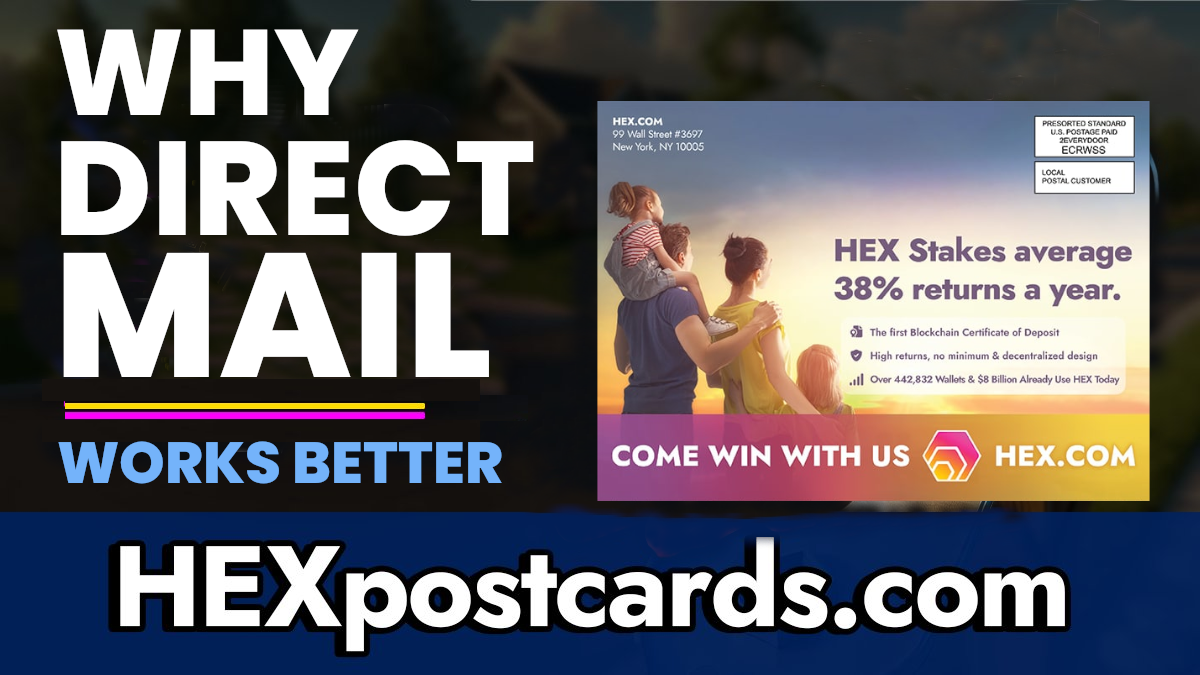 WHY
DIRECT
MAIL
WORKS BETTER
HEX.COM
99 Wall Street #3697
New York, NY 10005
PRESORTED STANDARD
U.S. POSTAGE PAID
2EVERYDOOR
ECRWSS
LOCAL
POSTAL CUSTOMER
HEX Stakes average
38% returns a year.
The first Blockchain Certificate of Deposit
High returns, no minimum & decentralized design
Over 442,832 Wallets & $8 Billion Already Use HEX Today
COME WIN WITH US HEX.COM
HEXpostcards.com